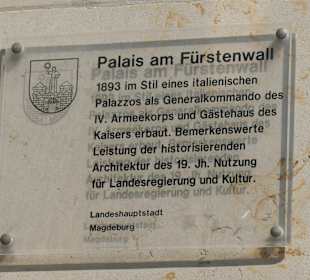 Palais am Fürstenwall
1893 im Stil eines italienischen
Palazzos als Generalkommando des
IV. Armeekorps und Gästehaus des
Kaisers erbaut. Bemerkenswerte
Leistung der historisierenden
Architektur des 19. Jh. Nutzung
für Landesregierung und Kultur.
Landeshauptstadt
Magdeburg